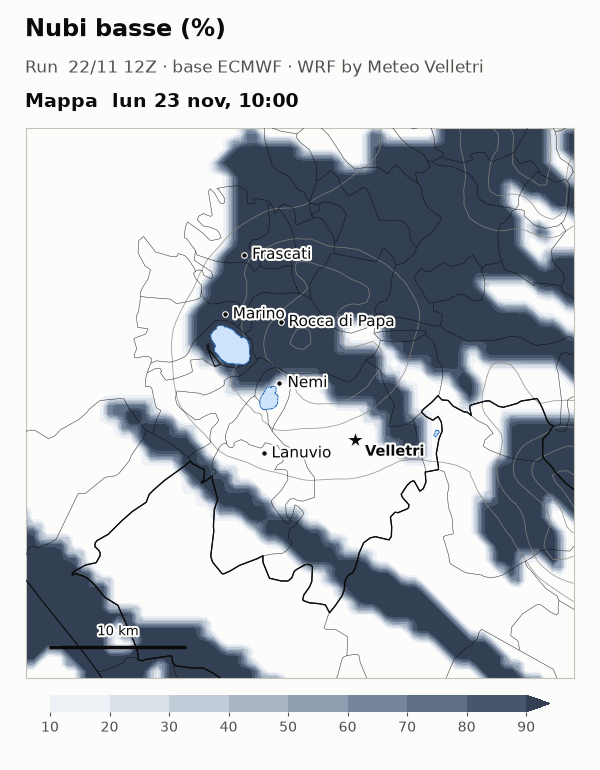 Nubi basse (%)
Run  22/11 12Z · base ECMWF · WRF by Meteo Velletri
Mappa  lun 23 nov, 10:00
Frascati
Marino
Rocca di Papa
Nemi
Velletri
Lanuvio
10 km
10 20 30 40 50 60 70 80 90